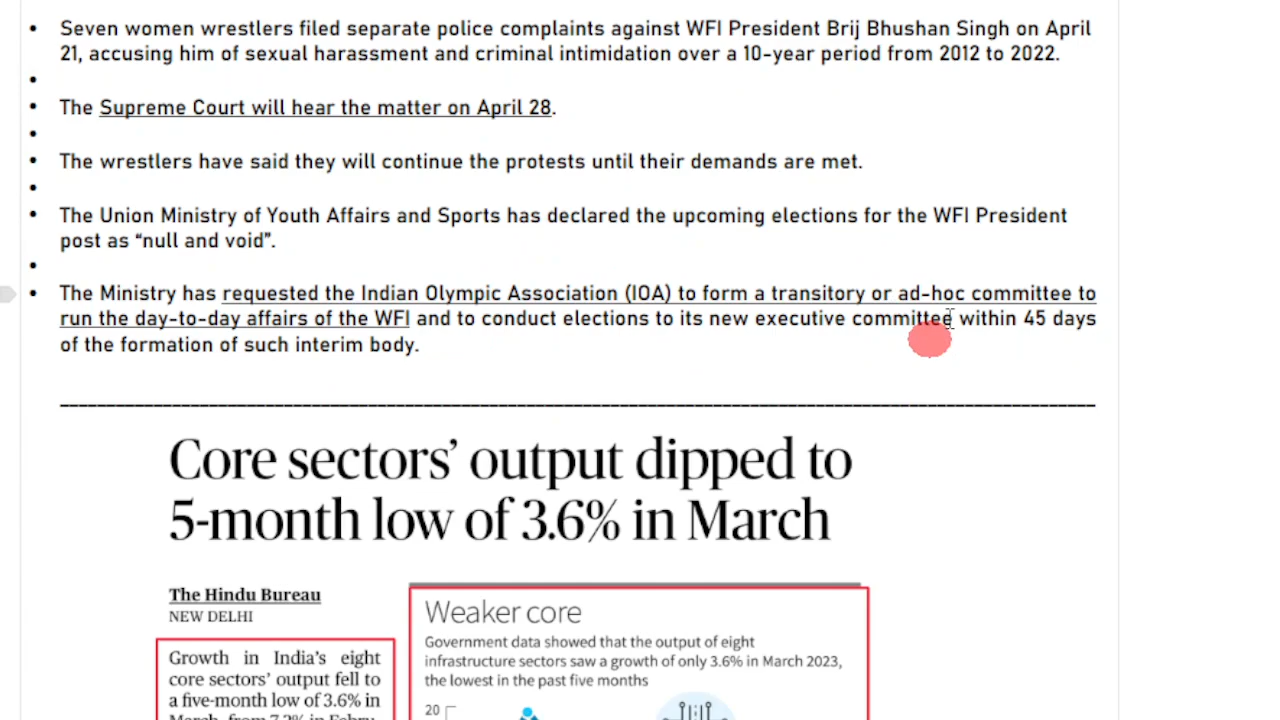 • Seven women wrestlers filed separate police complaints against WFI President Brij Bhushan Singh on April
21, accusing him of sexual harassment and criminal intimidation over a 10-year period from 2012 to 2022.
•
• The Supreme Court will hear the matter on April 28.
•
• The wrestlers have said they will continue the protests until their demands are met.
•
• The Union Ministry of Youth Affairs and Sports has declared the upcoming elections for the WFI President
post as “null and void”.
•
• The Ministry has requested the Indian Olympic Association (IOA) to form a transitory or ad-hoc committee to
run the day-to-day affairs of the WFI and to conduct elections to its new executive committee within 45 days
of the formation of such interim body.
Core sectors’ output dipped to
5-month low of 3.6% in March
The Hindu Bureau
NEW DELHI
Growth in India’s eight
core sectors’ output fell to
a five-month low of 3.6% in
Weaker core
Government data showed that the output of eight
infrastructure sectors saw a growth of only 3.6% in March 2023,
the lowest in the past five months
20